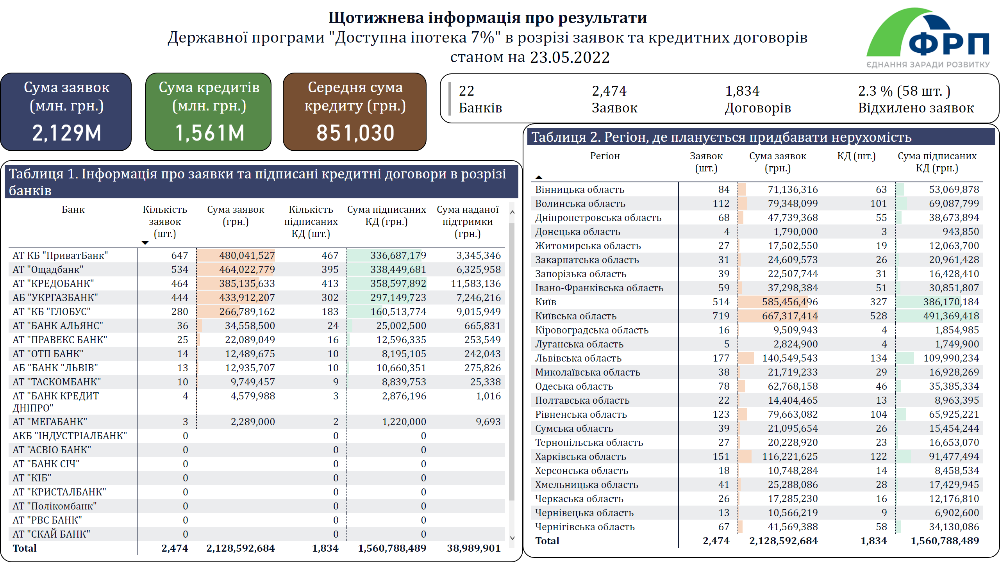 Щотижнева інформація про результати
Державної програми "Доступна іпотека 7%" в розрізі заявок та кредитних договорів
станом на 23.05.2022
ФРП
ЄДНАННЯ ЗАРАДИ РОЗВИТКУ
Сума заявок
(млн. грн.)
2,129M
Сума кредитів
(млн. грн.)
1,561M
Середня сума
кредиту (грн.)
851,030
22 2,474 1,834 2.3 % (58 шт. )
Банків Заявок Договорів Відхилено заявок
Таблиця 1. Інформація про заявки та підписані кредитні договори в розрізі
банків
Банк Кількість Сума заявок Кількість Сума підписаних Сума наданої
заявок (грн.) підписаних КД (грн.) підтримки
(шт.) КД (шт.) (грн.)
АТ КБ "ПриватБанк" 647 480,041,527 467 336,687,179 3,345,346
АТ "Ощадбанк" 534 464,022,779 395 338,449,681 6,325,958
АТ "КРЕДОБАНК" 464 385,135,633 413 358,597,892 11,583,136
АБ "УКРГАЗБАНК" 444 433,912,207 302 297,149,723 7,246,216
АТ "КБ "ГЛОБУС" 280 266,789,162 183 160,513,774 9,015,949
АТ "БАНК АЛЬЯНС" 36 34,558,500 24 25,002,500 665,831
АТ "ПРАВЕКС БАНК" 25 22,089,049 16 12,596,335 253,549
АТ "ОТП БАНК" 14 12,489,675 10 8,195,105 242,043
АБ "БАНК "ЛЬВІВ" 13 12,935,707 10 10,660,351 275,826
АТ "ТАСКОМБАНК" 10 9,749,457 9 8,839,753 25,338
АТ "БАНК КРЕДИТ 4 4,579,988 3 2,876,196 1,016
ДНІПРО"
АТ "МЕГАБАНК" 3 2,289,000 2 1,220,000 9,693
АКБ "ІНДУСТРІАЛБАНК" 0 0 0
АТ "АСВІО БАНК" 0 0 0
АТ "БАНК СІЧ" 0 0 0
АТ "КІБ" 0 0 0
АТ "КРИСТАЛБАНК" 0 0 0
АТ "Полікомбанк" 0 0 0
АТ "РВС БАНК" 0 0 0
АТ "СКАЙ БАНК" 0 0 0
Total 2,474 2,128,592,684 1,834 1,560,788,489 38,989,901
Таблиця 2. Регіон, де планується придбавати нерухомість
Регіон Заявок Сума заявок КД (шт.) Сума підписаних
(шт.) (грн.) КД (грн.)
Вінницька область 84 71,136,316 63 53,069,878
Волинська область 112 79,348,099 101 69,087,799
Дніпропетровська область 68 47,739,368 55 38,673,894
Донецька область 4 1,790,000 3 943,850
Житомирська область 27 17,502,550 19 12,063,700
Закарпатська область 31 24,609,573 26 20,961,428
Запорізька область 39 22,507,744 31 16,428,410
Івано-Франківська область 59 37,298,384 51 30,851,807
Київ 514 585,456,496 327 386,170,184
Київська область 719 667,317,414 528 491,369,418
Кіровоградська область 16 9,509,943 4 1,854,985
Луганська область 5 2,824,900 4 1,749,900
Львівська область 177 140,549,543 134 109,990,234
Миколаївська область 38 21,719,233 29 16,928,269
Одеська область 78 62,768,158 46 35,385,334
Полтавська область 22 14,404,465 13 8,963,395
Рівненська область 123 79,663,082 104 65,925,221
Сумська область 39 21,095,654 26 15,454,244
Тернопільська область 27 20,228,920 23 16,653,070
Харківська область 151 116,221,625 122 91,477,494
Херсонська область 18 10,748,284 14 8,458,534
Хмельницька область 41 25,288,086 28 17,429,945
Черкаська область 26 17,285,230 16 12,176,810
Чернівецька область 13 10,566,219 9 6,902,600
Чернігівська область 67 41,569,388 58 34,130,086
Total 2,474 2,128,592,684 1,834 1,560,788,489